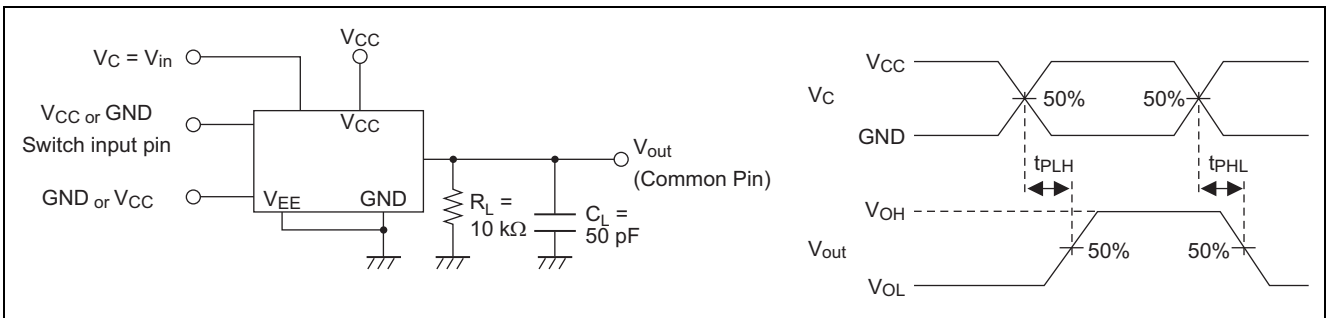 V_C = V_in
V_CC
V_CC or GND
Switch input pin
GND or V_CC
V_CC
V_EE
GND
R_L =
10 kΩ
C_L =
50 pF
V_out
(Common Pin)
V_CC
V_C
GND
50%
50%
t_PLH
t_PHL
V_OH
V_out
V_OL
50%
50%